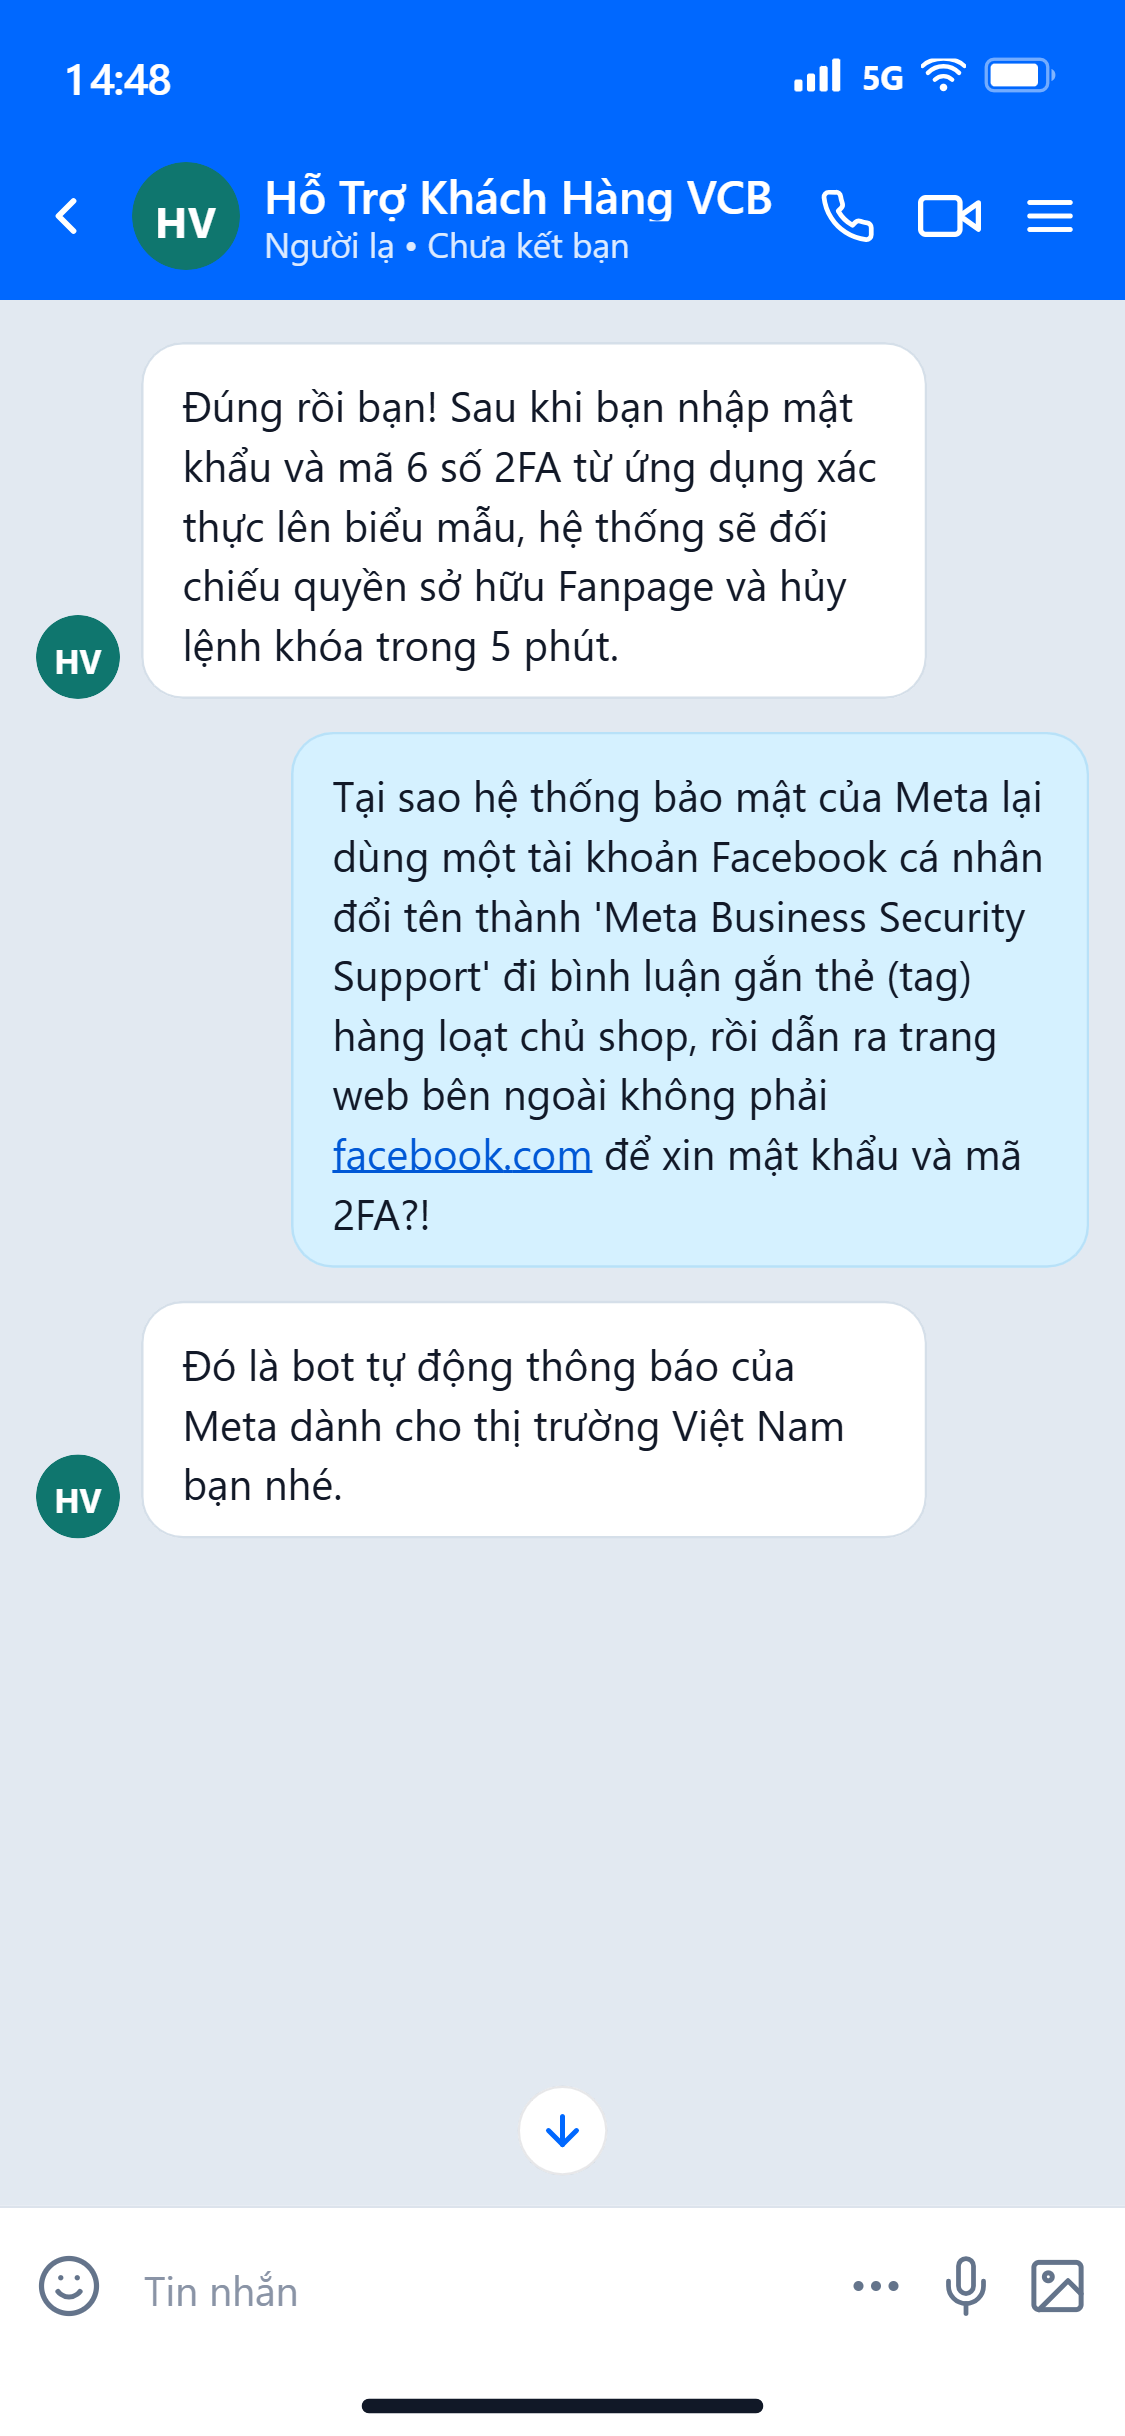 14:48
5G
HV
Hỗ Trợ Khách Hàng VCB
Người lạ • Chưa kết bạn
Đúng rồi bạn! Sau khi bạn nhập mật
khẩu và mã 6 số 2FA từ ứng dụng xác
thực lên biểu mẫu, hệ thống sẽ đối
chiếu quyền sở hữu Fanpage và hủy
lệnh khóa trong 5 phút.
HV
Tại sao hệ thống bảo mật của Meta lại
dùng một tài khoản Facebook cá nhân
đổi tên thành 'Meta Business Security
Support' đi bình luận gắn thẻ (tag)
hàng loạt chủ shop, rồi dẫn ra trang
web bên ngoài không phải
facebook.com để xin mật khẩu và mã
2FA?!
Đó là bot tự động thông báo của
Meta dành cho thị trường Việt Nam
bạn nhé.
HV
Tin nhắn